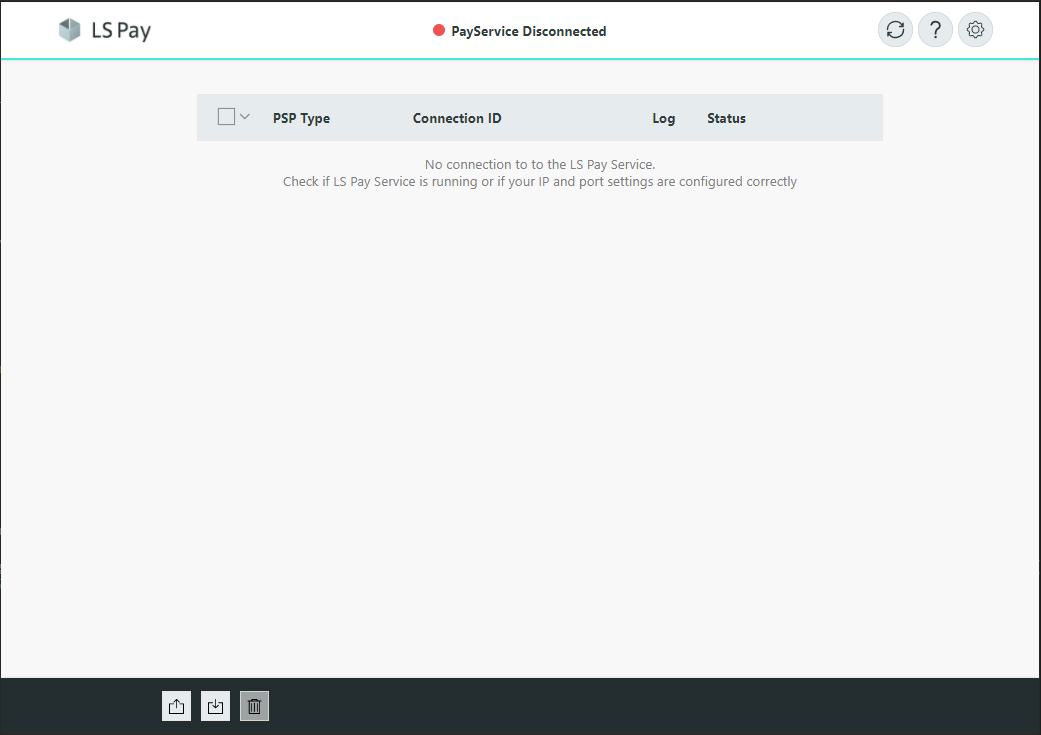 LS Pay
PayService Disconnected
?
PSP Type Connection ID Log Status
No connection to to the LS Pay Service.
Check if LS Pay Service is running or if your IP and port settings are configured correctly